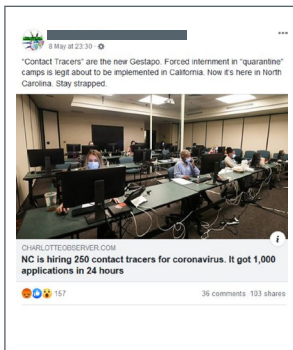 8 May at 23:30
"Contact Tracers" are the new Gestapo. Forced internment in "quarantine"
camps is legit about to be implemented in California. Now it's here in North
Carolina. Stay strapped.
CHARLOTTEOBSERVER.COM
NC is hiring 250 contact tracers for coronavirus. It got 1,000
applications in 24 hours
157
36 comments 103 shares